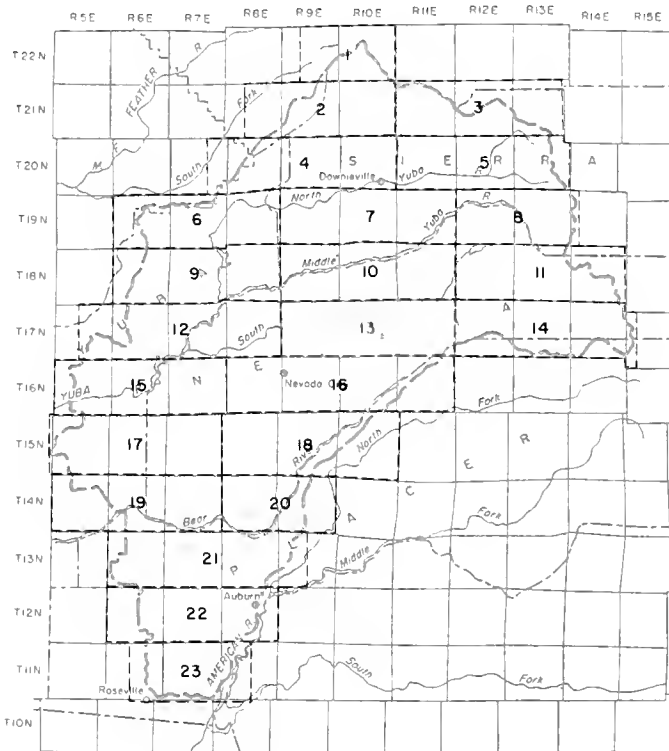 R5E R6E R7E R8E R9E R10E R11E R12E R13E R14E R15E
T22N
FEATHER R
T21N
Fork
2
3
T20N
M F
South
4
S I E R R A
5
Downieville
Yuba
R
T19N
6
North
7
Yuba
R
8
T18N
9
Middle
10
11
T17N
Y U B A
12
South
13
14
T16N
YUBA
15
N E
Nevada C
16
Fork
T15N
17
River
18
North
T14N
19
Bear
20
P L A C E R
Fork
T13N
21
Middle
T12N
22
Auburn
T11N
23
AMERICAN R
South
Fork
Roseville
T10N